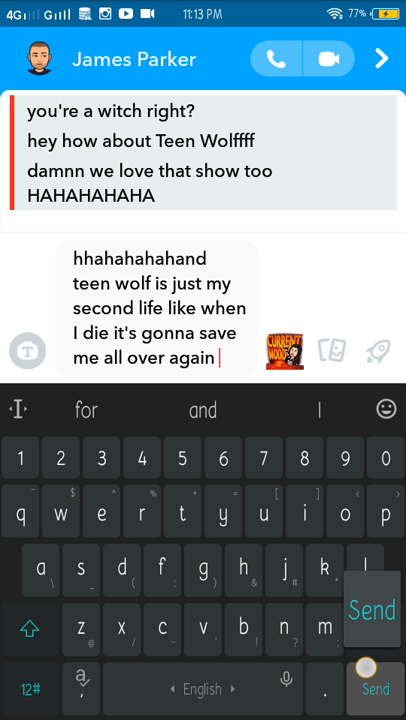 4G G 11:13 PM 77%
James Parker
you're a witch right?
hey how about Teen Wolffff
damnn we love that show too
HAHAHAHAHA
hhahahahahand
teen wolf is just my
second life like when
I die it's gonna save
me all over again
CURRENT MOOD
for and I
1 2 3 4 5 6 7 8 9 0
q w e r t y u i o p
a s d f g h j k l
Send
z x c v b n m
12# , English . Send